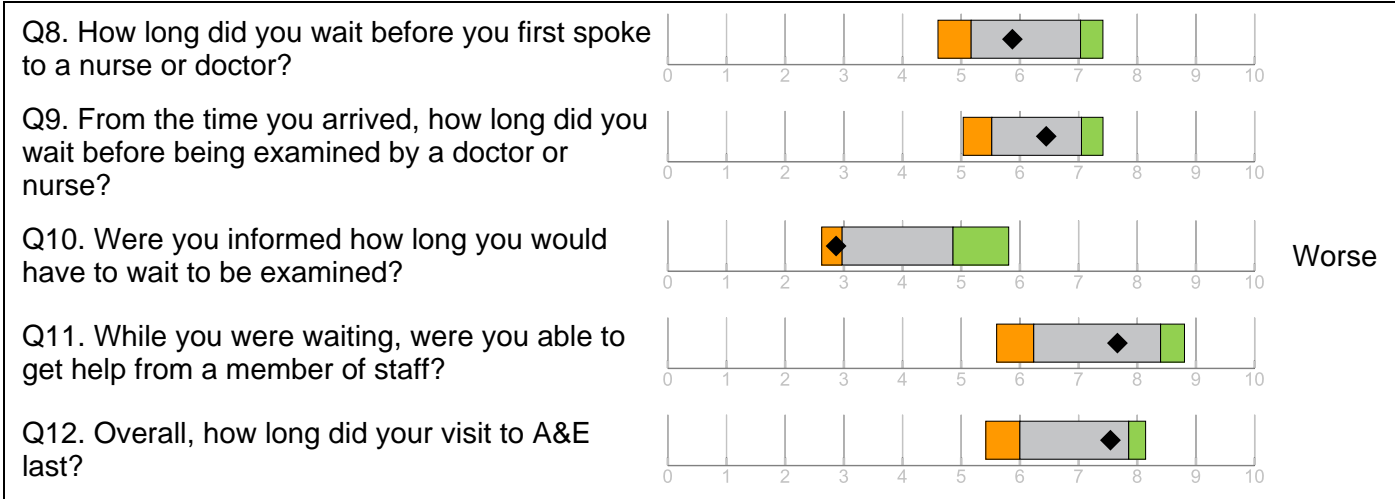 Q8. How long did you wait before you first spoke
to a nurse or doctor?
0 1 2 3 4 5 6 7 8 9 10
Q9. From the time you arrived, how long did you
wait before being examined by a doctor or
nurse?
0 1 2 3 4 5 6 7 8 9 10
Q10. Were you informed how long you would
have to wait to be examined?
0 1 2 3 4 5 6 7 8 9 10
Worse
Q11. While you were waiting, were you able to
get help from a member of staff?
0 1 2 3 4 5 6 7 8 9 10
Q12. Overall, how long did your visit to A&E
last?
0 1 2 3 4 5 6 7 8 9 10